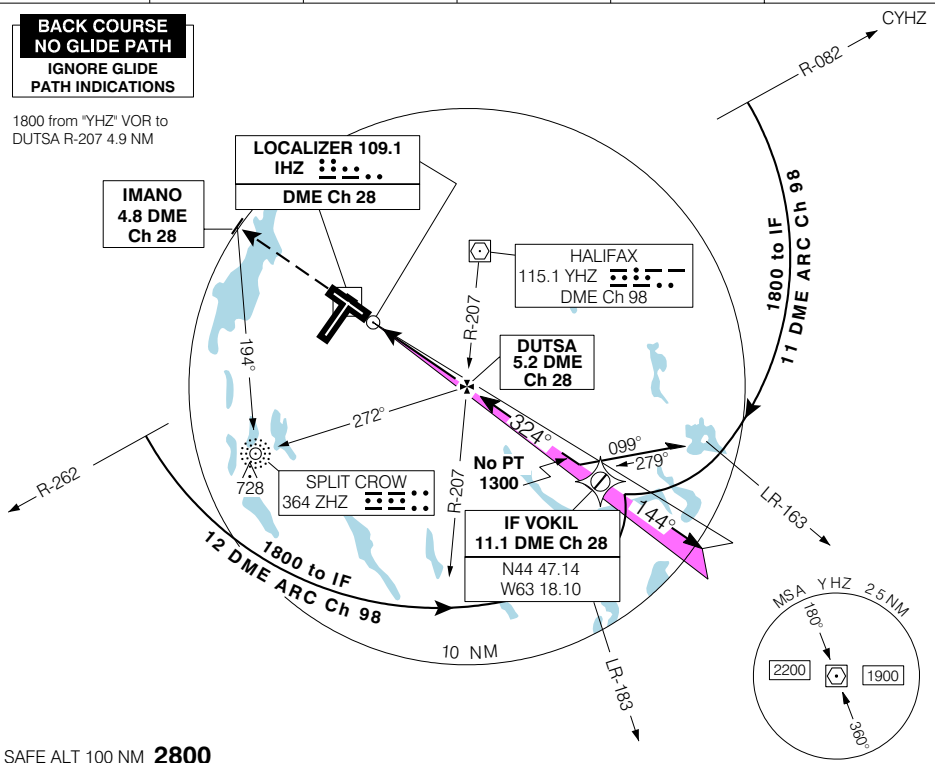 CYHZ
BACK COURSE
NO GLIDE PATH
IGNORE GLIDE
PATH INDICATIONS
1800 from "YHZ" VOR to
DUTSA R-207 4.9 NM
R-082
LOCALIZER 109.1
IHZ
DME Ch 28
IMANO
4.8 DME
Ch 28
HALIFAX
115.1 YHZ
DME Ch 98
1800 to IF
11 DME ARC Ch 98
R-207
DUTSA
5.2 DME
Ch 28
194°
272°
324°
099°
279°
No PT
1300
R-262
728
SPLIT CROW
364 ZHZ
R-207
144°
LR-163
IF VOKIL
11.1 DME Ch 28
N44 47.14
W63 18.10
1800 to IF
12 DME ARC Ch 98
10 NM
LR-183
MSA YHZ 25NM
180°
2200
1900
360°
SAFE ALT 100 NM 2800